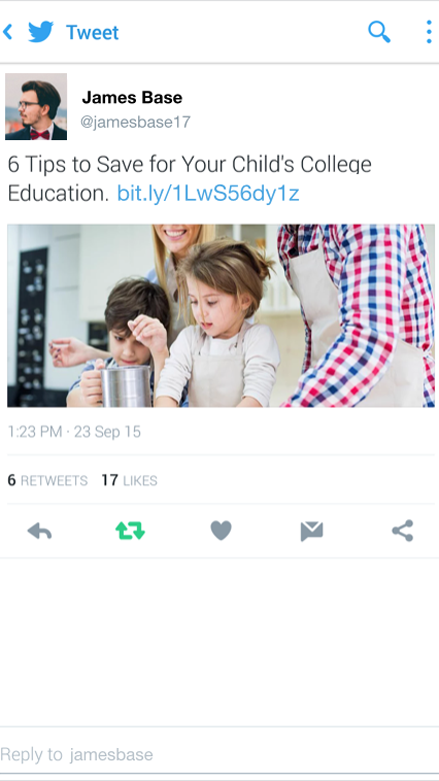 Tweet
James Base
@jamesbase17
6 Tips to Save for Your Child's College
Education. bit.ly/1LwS56dy1z
1:23 PM · 23 Sep 15
6 RETWEETS 17 LIKES
Reply to jamesbase